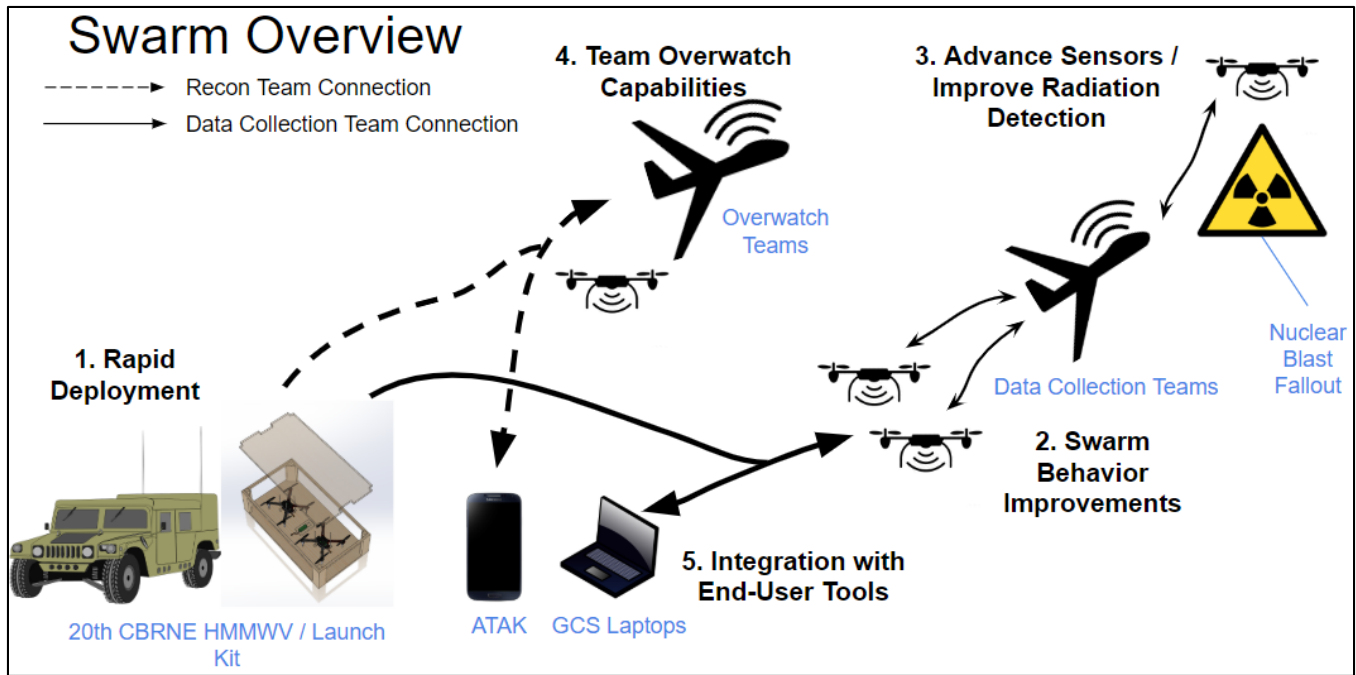 Swarm Overview
Recon Team Connection
Data Collection Team Connection
4. Team Overwatch
Capabilities
3. Advance Sensors /
Improve Radiation
Detection
Overwatch
Teams
1. Rapid
Deployment
Nuclear
Blast
Fallout
Data Collection Teams
2. Swarm
Behavior
Improvements
5. Integration with
End-User Tools
20th CBRNE HMMWV / Launch
Kit
ATAK
GCS Laptops